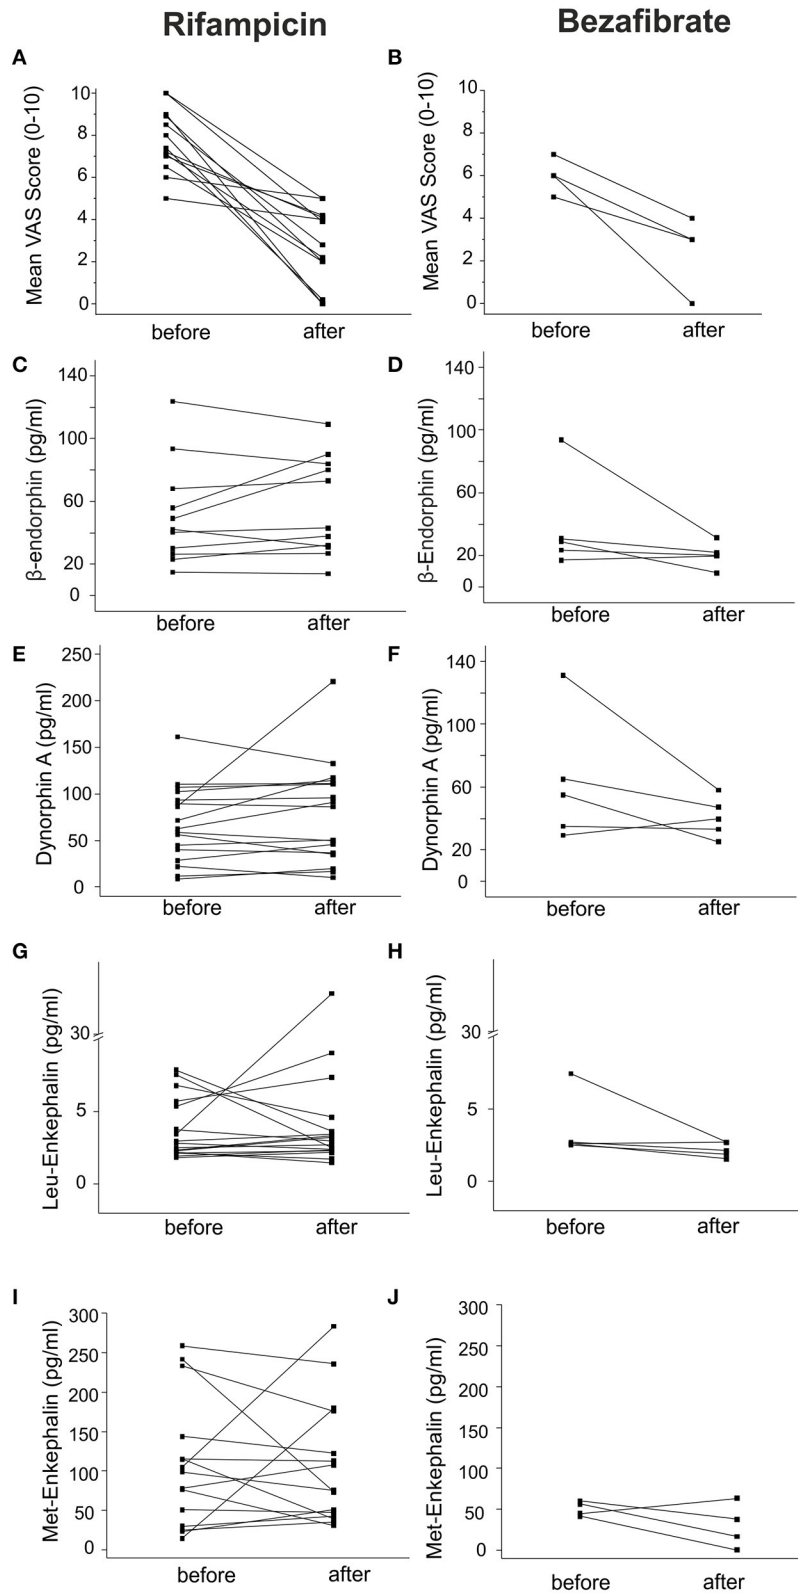 Rifampicin Bezafibrate
A B
Mean VAS Score (0-10)
10
8
6
4
2
0
before after
Mean VAS Score (0-10)
10
8
6
4
2
0
before after
C D
β-endorphin (pg/ml)
140
100
60
20
0
before after
β-Endorphin (pg/ml)
140
100
60
20
0
before after
E F
Dynorphin A (pg/ml)
250
200
150
100
50
0
before after
Dynorphin A (pg/ml)
140
100
60
20
0
before after
G H
Leu-Enkephalin (pg/ml)
30
5
0
before after
Leu-Enkephalin (pg/ml)
30
5
0
before after
I J
Met-Enkephalin (pg/ml)
300
250
200
150
100
50
0
before after
Met-Enkephalin (pg/ml)
300
250
200
150
100
50
0
before after